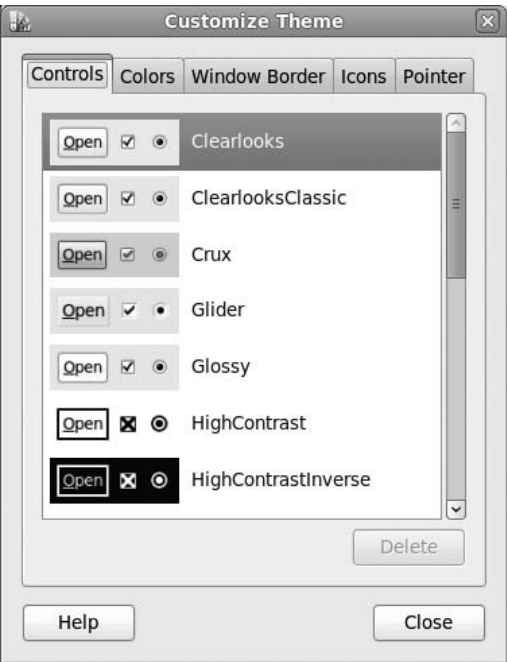 Customize Theme
Controls Colors Window Border Icons Pointer
Open Clearlooks
Open ClearlooksClassic
Open Crux
Open Glider
Open Glossy
Open HighContrast
Open HighContrastInverse
Delete
Help Close